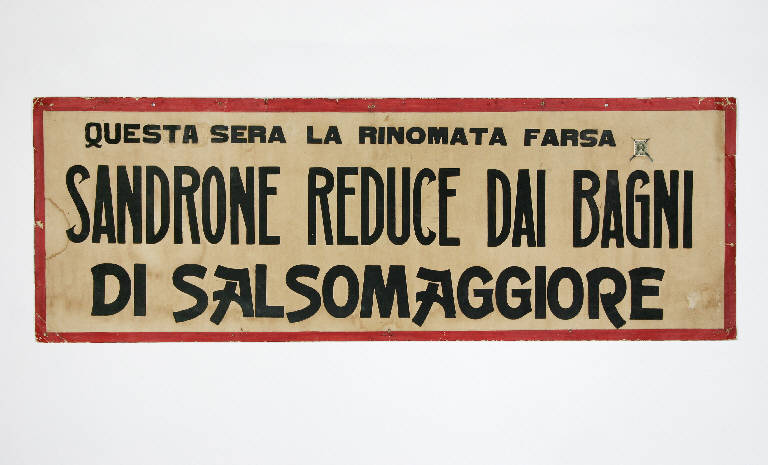 QUESTA SERA LA RINOMATA FARSA
SANDRONE REDUCE DAI BAGNI
DI SALSOMAGGIORE